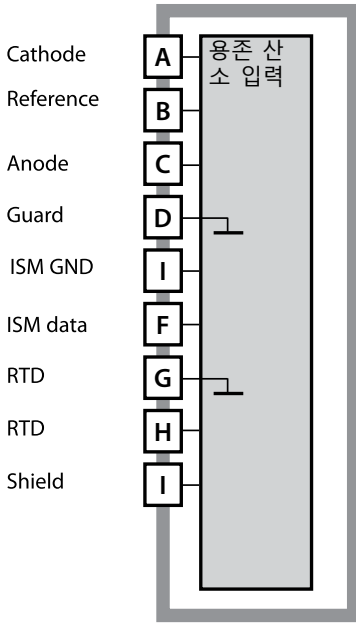 Cathode A 용존 산
소 입력
Reference B
Anode C
Guard D
ISM GND I
ISM data F
RTD G
RTD H
Shield I